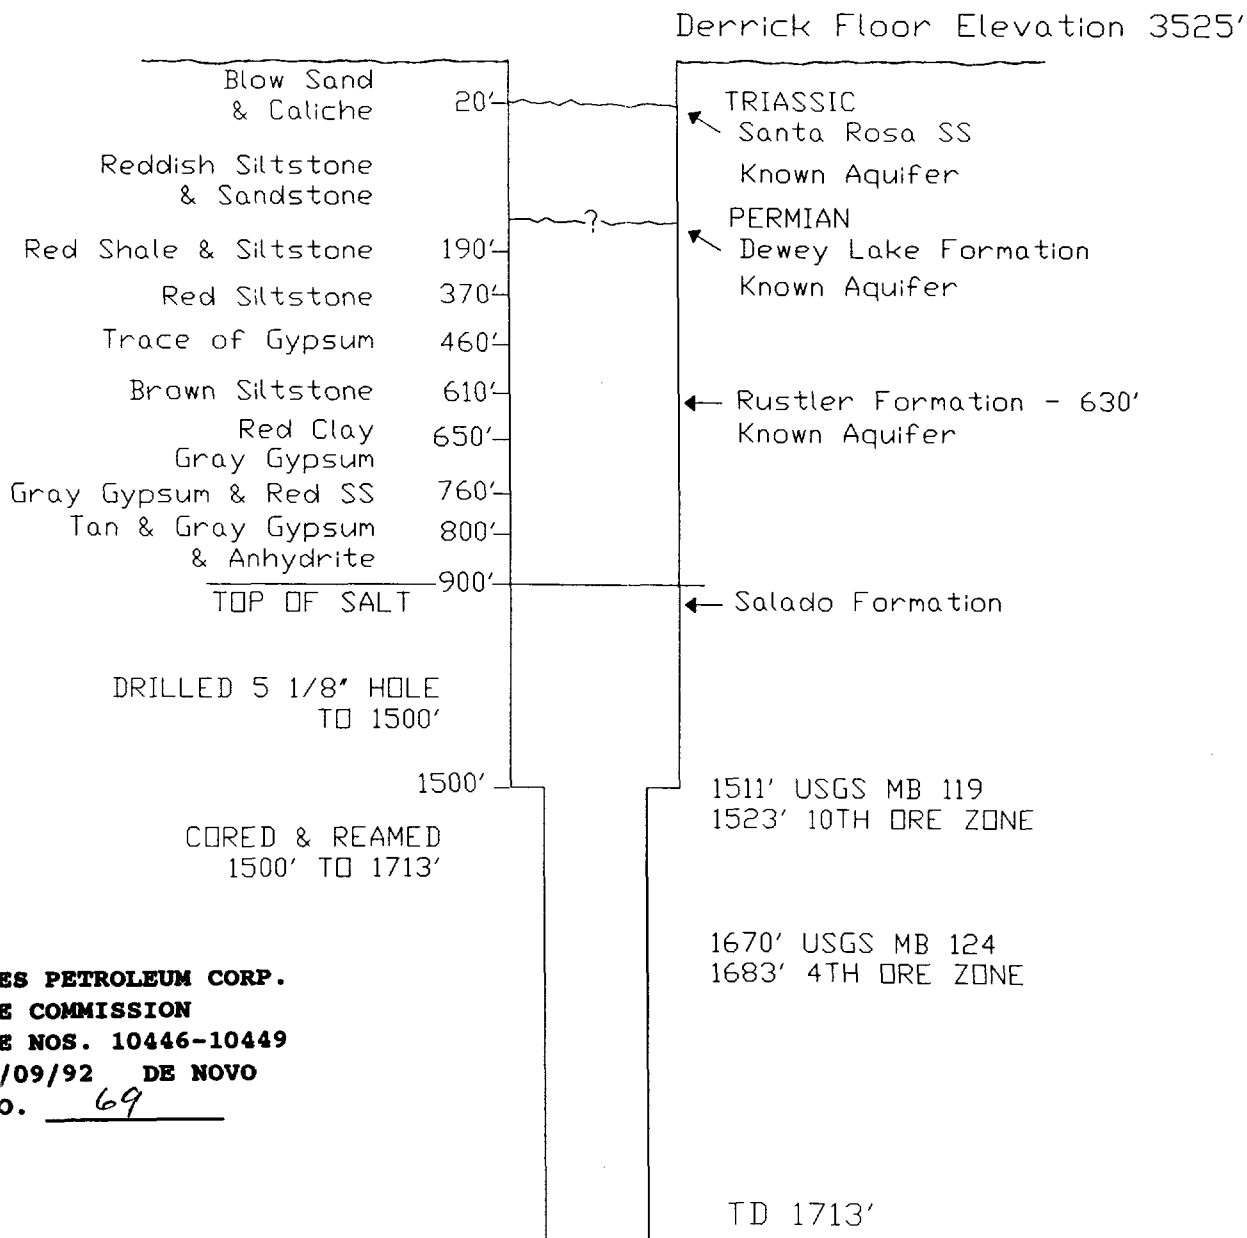 Derrick Floor Elevation 3525'
Blow Sand
& Caliche
20'
TRIASSIC
Santa Rosa SS
Known Aquifer
Reddish Siltstone
& Sandstone
?
PERMIAN
Dewey Lake Formation
Known Aquifer
Red Shale & Siltstone 190'
Red Siltstone 370'
Trace of Gypsum 460'
Brown Siltstone 610'
Rustler Formation - 630'
Known Aquifer
Red Clay 650'
Gray Gypsum
Gray Gypsum & Red SS 760'
Tan & Gray Gypsum 800'
& Anhydrite
900'
TOP OF SALT
Salado Formation
DRILLED 5 1/8" HOLE
TO 1500'
1500'
1511' USGS MB 119
1523' 10TH ORE ZONE
CORED & REAMED
1500' TO 1713'
1670' USGS MB 124
1683' 4TH ORE ZONE
ES PETROLEUM CORP.
E COMMISSION
E NOS. 10446-10449
/09/92 DE NOVO
O. 69
TD 1713'